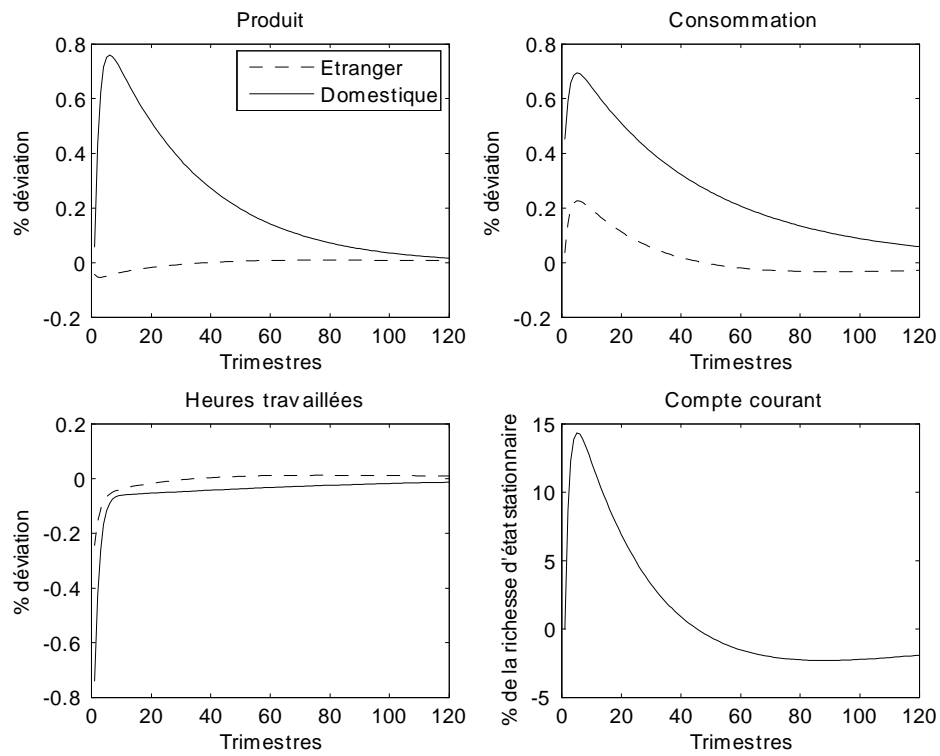 Produit
0.8
0.6
0.4
0.2
0
-0.2
0 20 40 60 80 100 120
% déviation
Trimestres
Etranger
Domestique
Consommation
0.8
0.6
0.4
0.2
0
-0.2
0 20 40 60 80 100 120
% déviation
Trimestres
Heures travaillées
0.2
0
-0.2
-0.4
-0.6
-0.8
0 20 40 60 80 100 120
% déviation
Trimestres
Compte courant
15
10
5
0
-5
0 20 40 60 80 100 120
% de la richesse d'état stationnaire
Trimestres